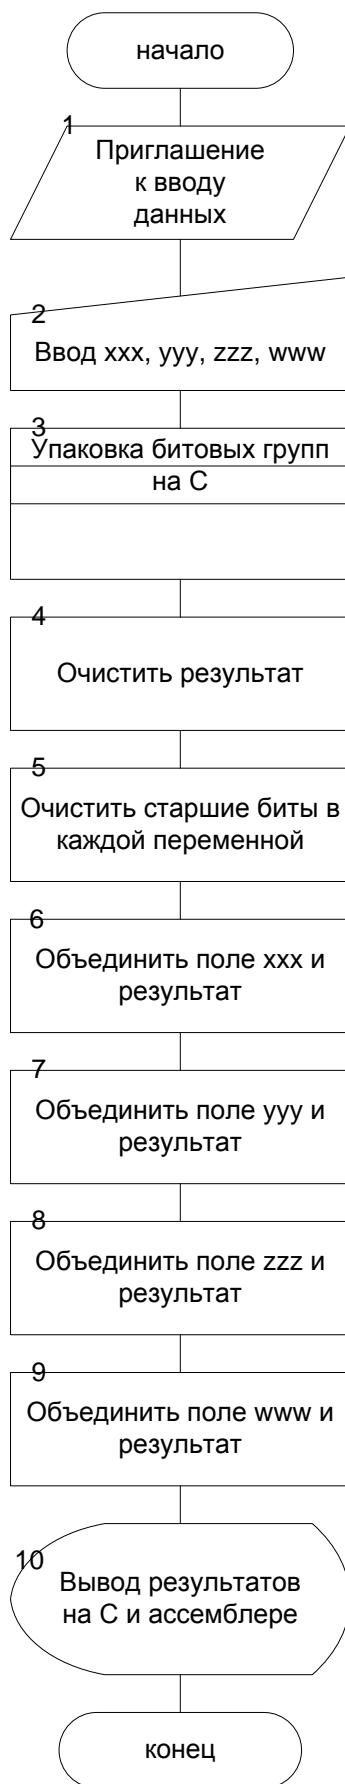 начало
1
Приглашение
к вводу
данных
2
Ввод xxx, yyy, zzz, www
3
Упаковка битовых групп
на С
4
Очистить результат
5
Очистить старшие биты в
каждой переменной
6
Объединить поле xxx и
результат
7
Объединить поле yyy и
результат
8
Объединить поле zzz и
результат
9
Объединить поле www и
результат
10
Вывод результатов
на С и ассемблере
конец